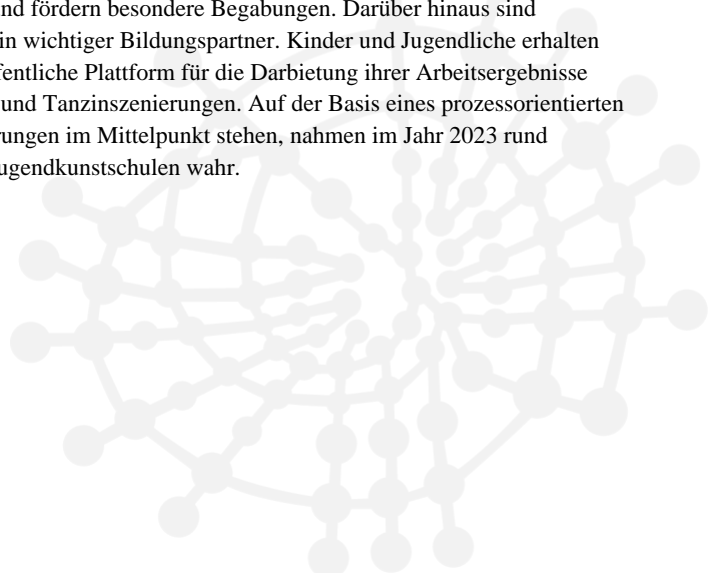 nd fördern besondere Begabungen. Darüber hinaus sind
in wichtiger Bildungspartner. Kinder und Jugendliche erhalten
fentliche Plattform für die Darbietung ihrer Arbeitsergebnisse
und Tanzinszenierungen. Auf der Basis eines prozessorientierten
rungen im Mittelpunkt stehen, nahmen im Jahr 2023 rund
ugendkunstschulen wahr.